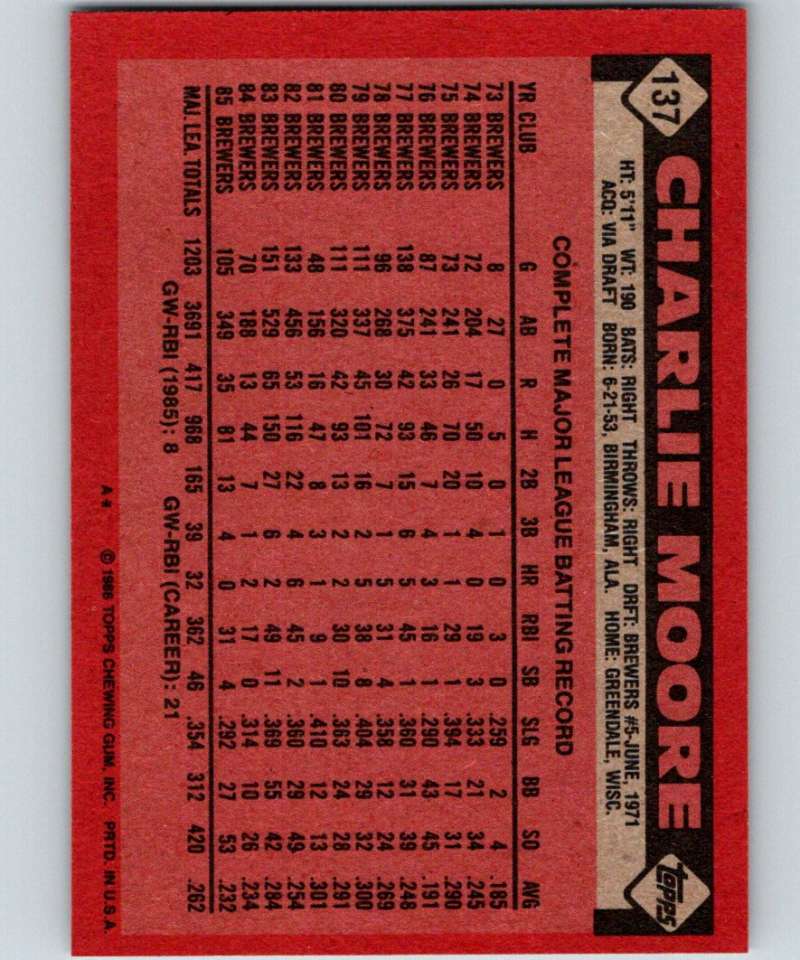 137 CHARLIE MOORE topps
HT: 5'11" WT: 190 BATS: RIGHT THROWS: RIGHT DRFT: BREWERS #5-JUNE, 1971
ACQ: VIA DRAFT BORN: 6-21-53, BIRMINGHAM, ALA. HOME: GREENDALE, WISC.
COMPLETE MAJOR LEAGUE BATTING RECORD
YR CLUB G AB R H 2B 3B HR RBI SB SLG BB SO AVG
73 BREWERS 8 27 0 5 0 1 0 3 0 .259 2 4 .185
74 BREWERS 72 204 17 50 10 4 0 19 3 .333 21 34 .245
75 BREWERS 73 241 26 70 20 1 1 29 1 .394 17 31 .290
76 BREWERS 87 241 33 46 7 4 3 16 1 .290 43 45 .191
77 BREWERS 138 375 42 93 15 6 5 45 1 .360 31 39 .248
78 BREWERS 96 268 30 72 7 1 5 31 4 .358 12 24 .269
79 BREWERS 111 337 45 101 16 2 5 38 8 .404 29 32 .300
80 BREWERS 111 320 42 93 13 2 2 30 10 .363 24 28 .291
81 BREWERS 48 156 16 47 8 3 1 9 1 .410 12 13 .301
82 BREWERS 133 456 53 116 22 4 6 45 2 .360 29 49 .254
83 BREWERS 151 529 65 150 27 6 2 49 11 .369 55 42 .284
84 BREWERS 70 188 13 44 7 1 2 17 0 .314 10 26 .234
85 BREWERS 105 349 35 81 13 4 0 31 4 .292 27 53 .232
MAJ. LEA. TOTALS 1203 3691 417 968 165 39 32 362 46 .354 312 420 .262
GW-RBI (1985): 8 GW-RBI (CAREER): 21
A★ © 1986 TOPPS CHEWING GUM, INC. PRTD. IN U.S.A.